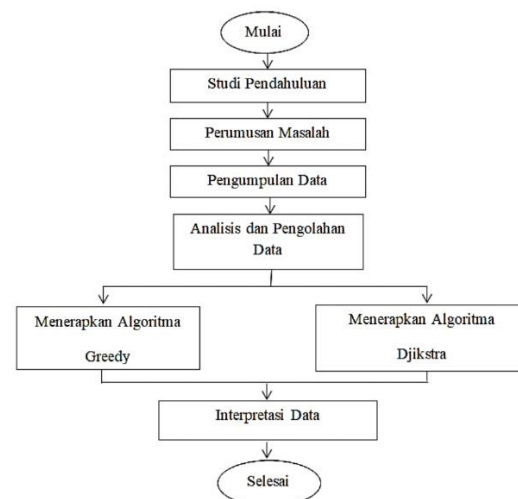 Mulai
Studi Pendahuluan
Perumusan Masalah
Pengumpulan Data
Analisis dan Pengolahan
Data
Menerapkan Algoritma
Greedy
Menerapkan Algoritma
Djikstra
Interpretasi Data
Selesai